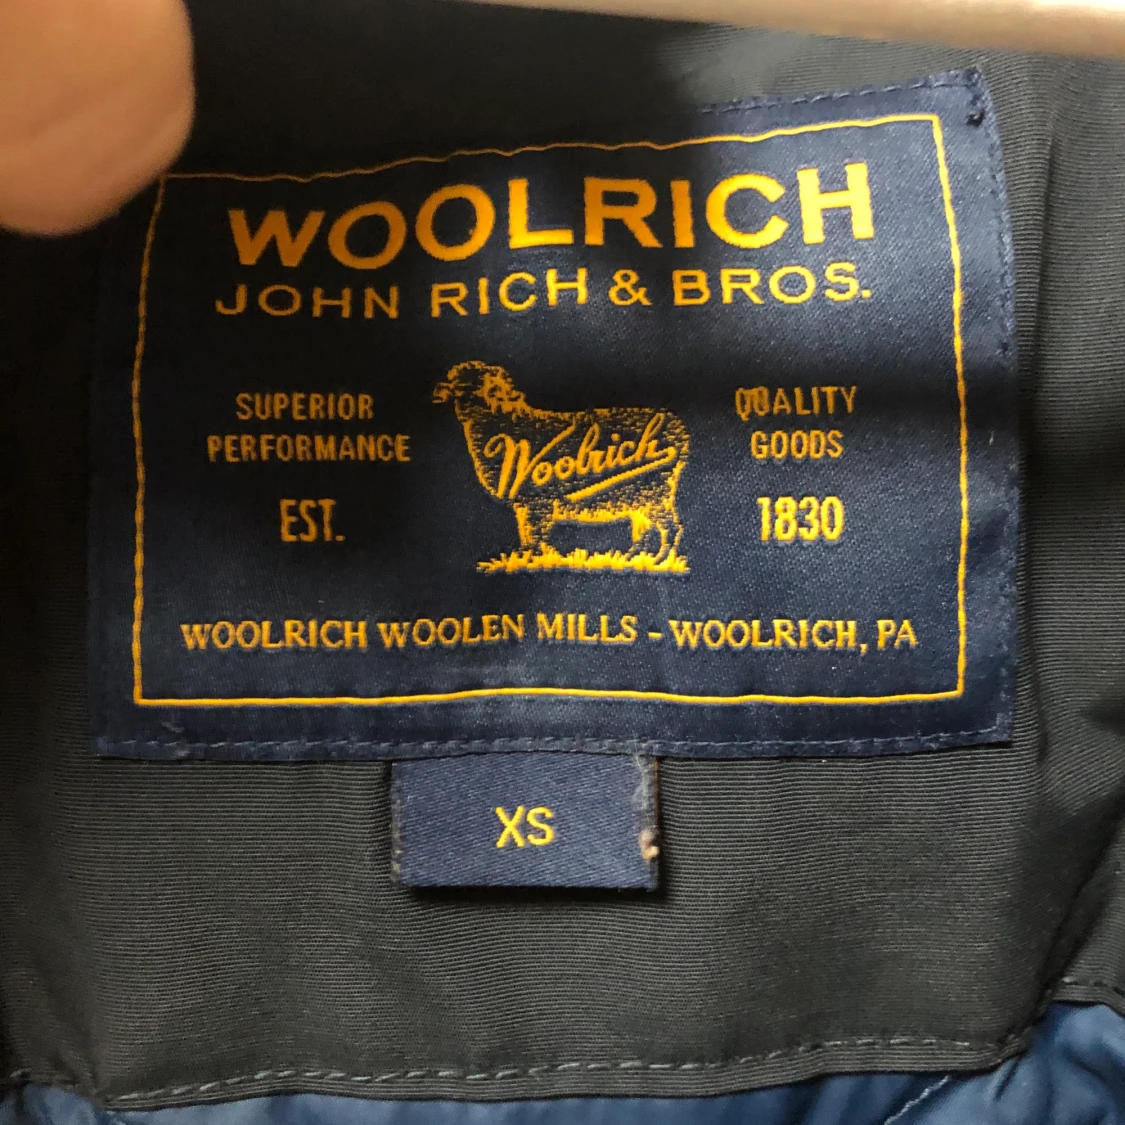 WOOLRICH
JOHN RICH & BROS.
SUPERIOR
PERFORMANCE
Woolrich
QUALITY
GOODS
EST.
1830
WOOLRICH WOOLEN MILLS - WOOLRICH, PA
XS